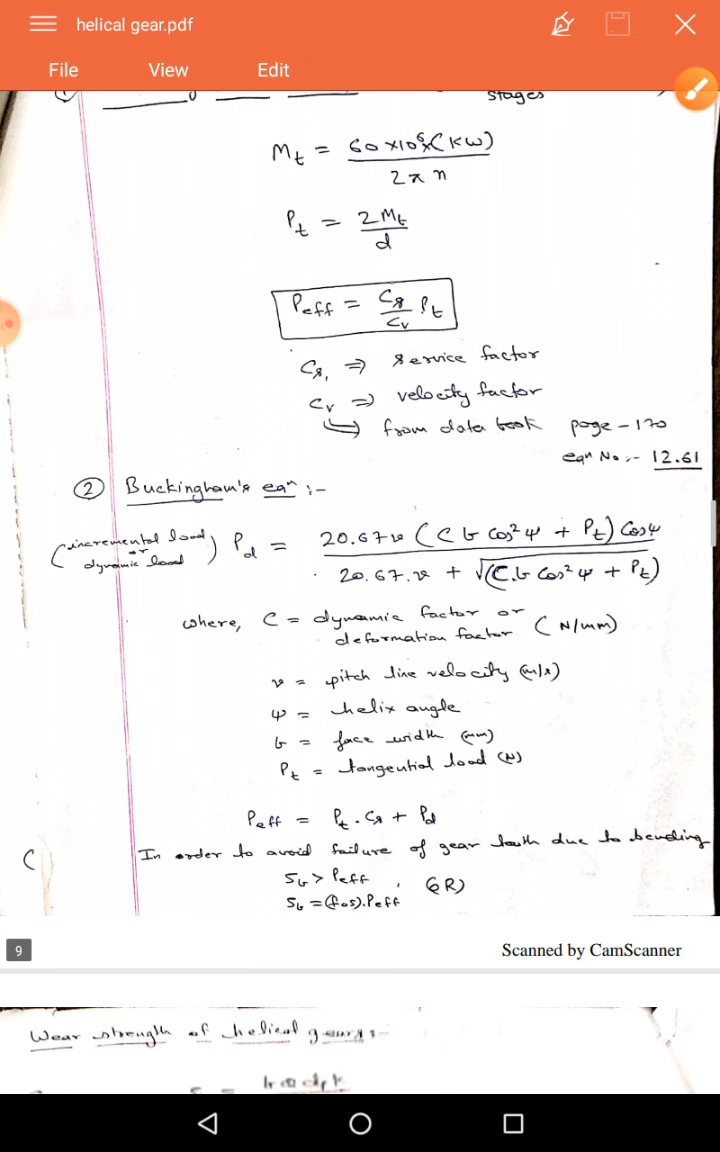 helical gear.pdf
File View Edit
stages
Mt = 60 ×10⁶ × (KW) / 2π n
Pt = 2Mt / d
Peff = Cs / Cv Pt
Cs, ⇒ service factor
Cv ⇒ velocity factor
↳ from data book page - 170
eqn No :- 12.61
② Buckingham's eqn :-
(incremental load or dynamic load) Pd = 20.67v (C b Cos²ψ + Pt) Cosψ / 20.67.v + √(C.b Cos²ψ + Pt)
where, C = dynamic factor or
deformation factor (N/mm)
v = pitch line velocity (m/s)
ψ = helix angle
b = face width (mm)
Pt = tangential load (N)
Peff = Pt . Cs + Pd
In order to avoid failure of gear tooth due to bending
Sb > Peff , (OR)
Sb = (fos).Peff
9
Scanned by CamScanner
Wear strength of helical gears :-